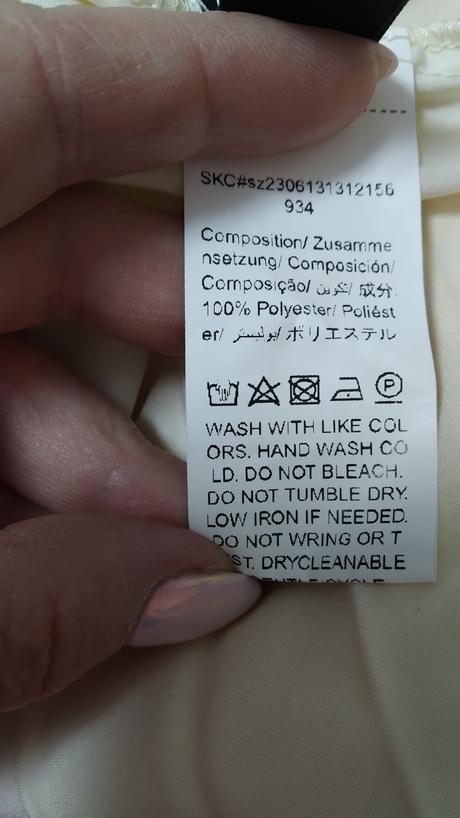 SKC#sz2306131312156
934
Composition/ Zusamme
nsetzung/ Composición/
Composição/ تكوين/ 成分:
100% Polyester/ Poliést
er/ بوليستر/ ポリエステル
P
WASH WITH LIKE COL
ORS. HAND WASH CO
LD. DO NOT BLEACH.
DO NOT TUMBLE DRY.
LOW IRON IF NEEDED.
DO NOT WRING OR T
ST. DRYCLEANABLE
GENTLE CYCLE